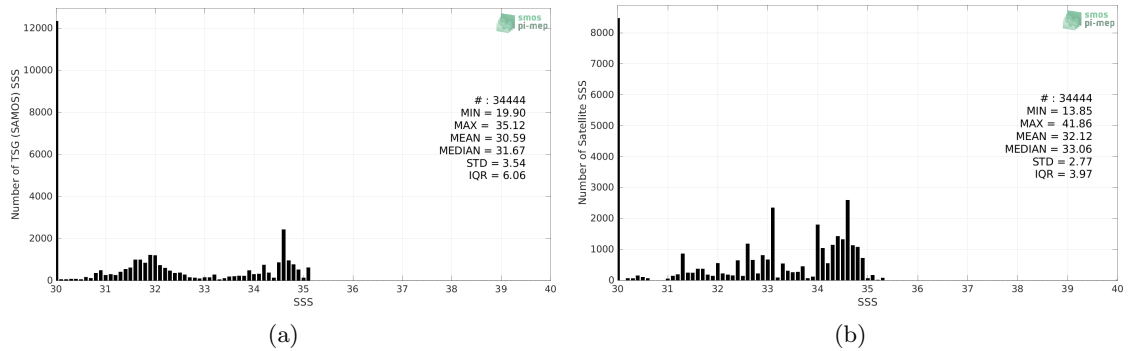 smos
pi-mep
Number of TSG (SAMOS) SSS
12000
10000
8000
6000
4000
2000
0
# : 34444
MIN = 19.90
MAX = 35.12
MEAN = 30.59
MEDIAN = 31.67
STD = 3.54
IQR = 6.06
30 31 32 33 34 35 36 37 38 39 40
SSS
(a)
smos
pi-mep
Number of Satellite SSS
8000
7000
6000
5000
4000
3000
2000
1000
0
# : 34444
MIN = 13.85
MAX = 41.86
MEAN = 32.12
MEDIAN = 33.06
STD = 2.77
IQR = 3.97
30 31 32 33 34 35 36 37 38 39 40
SSS
(b)